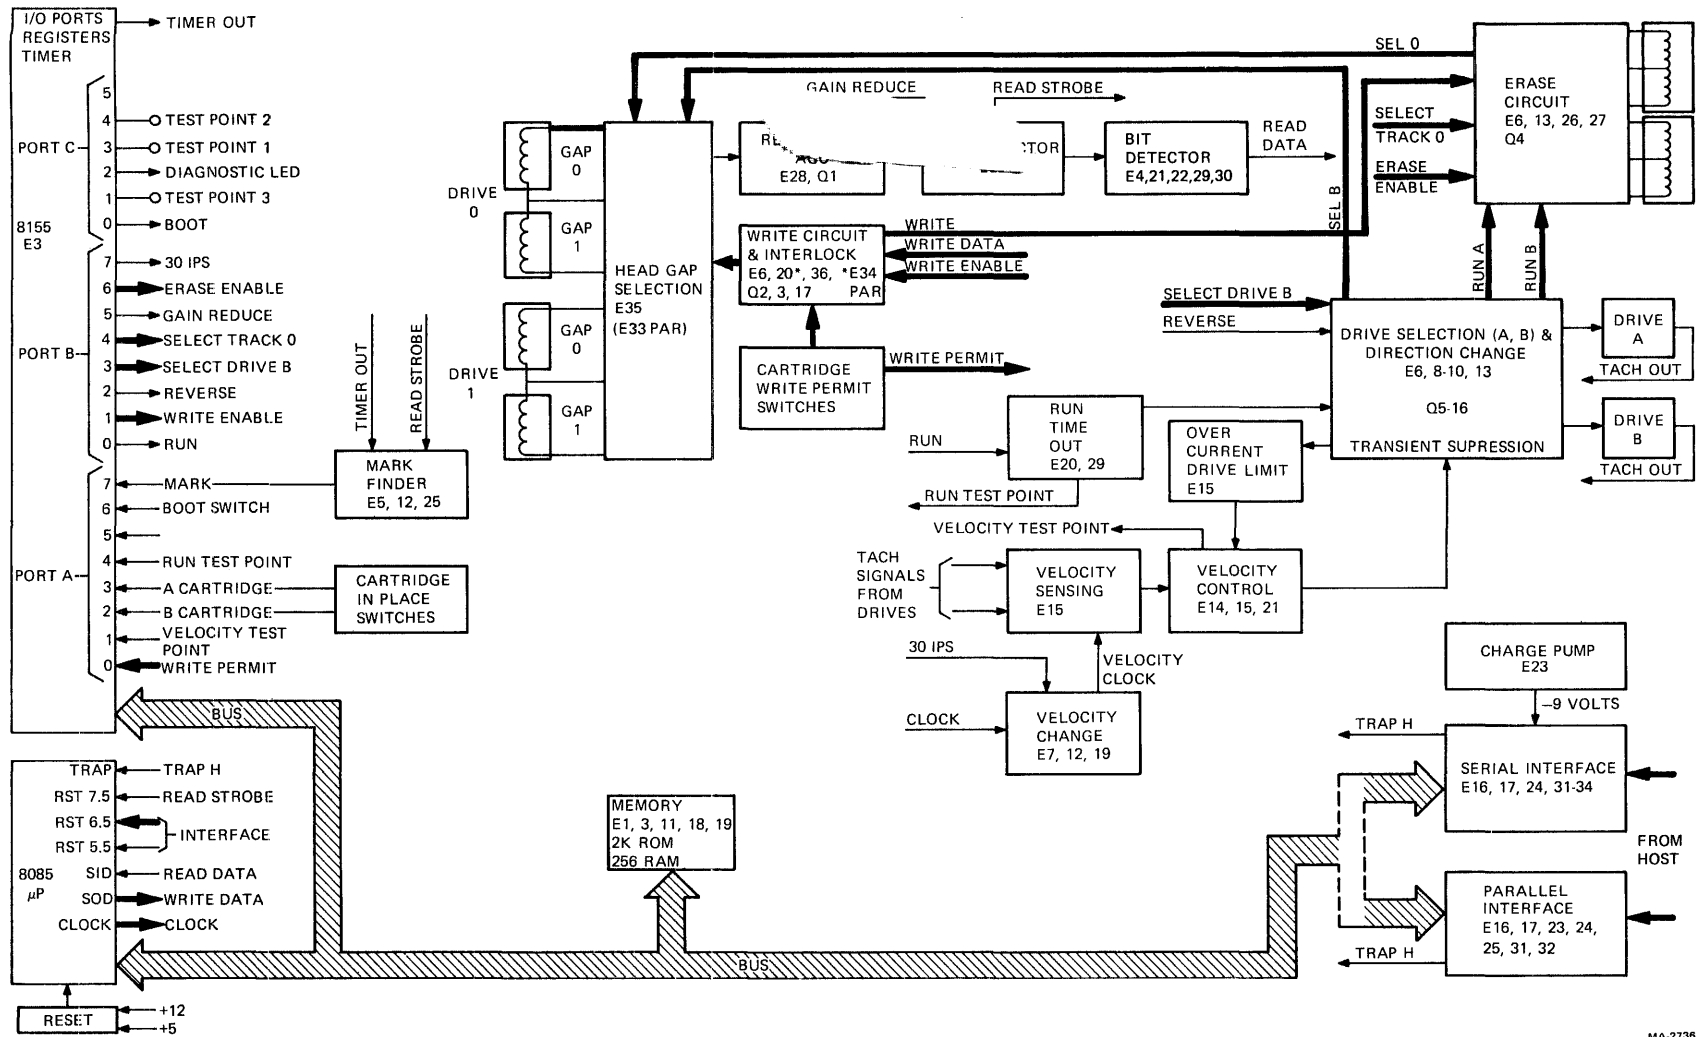 I/O PORTS
REGISTERS
TIMER
TIMER OUT
PORT C
5
4 TEST POINT 2
3 TEST POINT 1
2 DIAGNOSTIC LED
1 TEST POINT 3
0 BOOT
8155
E3
PORT B
7 30 IPS
6 ERASE ENABLE
5 GAIN REDUCE
4 SELECT TRACK 0
3 SELECT DRIVE B
2 REVERSE
1 WRITE ENABLE
0 RUN
PORT A
7 MARK
6 BOOT SWITCH
5
4 RUN TEST POINT
3 A CARTRIDGE
2 B CARTRIDGE
1 VELOCITY TEST
POINT
0 WRITE PERMIT
TIMER OUT
READ STROBE
MARK
FINDER
E5, 12, 25
CARTRIDGE
IN PLACE
SWITCHES
BUS
TRAP TRAP H
RST 7.5 READ STROBE
RST 6.5
INTERFACE
RST 5.5
8085
μP
SID READ DATA
SOD WRITE DATA
CLOCK CLOCK
RESET
+12
+5
DRIVE
0
GAP
0
GAP
1
DRIVE
1
GAP
0
GAP
1
HEAD GAP
SELECTION
E35
(E33 PAR)
SEL 0
GAIN REDUCE
READ STROBE
E28, Q1
CTOR
BIT
DETECTOR
E4,21,22,29,30
READ
DATA
SEL B
WRITE CIRCUIT
& INTERLOCK
E6, 20*, 36, *E34
Q2, 3, 17 PAR
WRITE
WRITE DATA
WRITE ENABLE
CARTRIDGE
WRITE PERMIT
SWITCHES
WRITE PERMIT
SELECT
TRACK 0
ERASE
ENABLE
ERASE
CIRCUIT
E6, 13, 26, 27
Q4
RUN A
RUN B
SELECT DRIVE B
REVERSE
DRIVE SELECTION (A, B) &
DIRECTION CHANGE
E6, 8-10, 13
Q5-16
TRANSIENT SUPRESSION
DRIVE
A
TACH OUT
DRIVE
B
TACH OUT
RUN
RUN
TIME
OUT
E20, 29
RUN TEST POINT
OVER
CURRENT
DRIVE LIMIT
E15
VELOCITY TEST POINT
TACH
SIGNALS
FROM
DRIVES
VELOCITY
SENSING
E15
VELOCITY
CONTROL
E14, 15, 21
30 IPS
VELOCITY
CLOCK
CLOCK
VELOCITY
CHANGE
E7, 12, 19
MEMORY
E1, 3, 11, 18, 19
2K ROM
256 RAM
BUS
CHARGE PUMP
E23
–9 VOLTS
TRAP H
SERIAL INTERFACE
E16, 17, 24, 31-34
FROM
HOST
PARALLEL
INTERFACE
E16, 17, 23, 24,
25, 31, 32
TRAP H
MA-2736